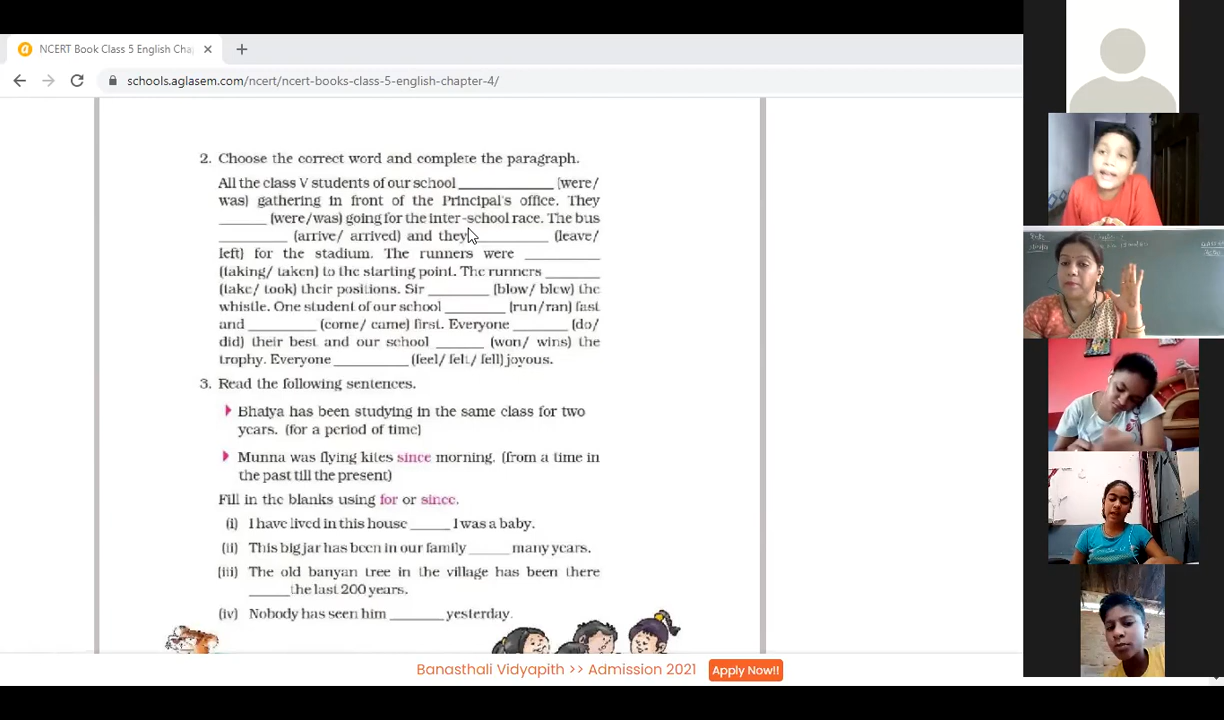 NCERT Book Class 5 English Cha
schools.aglasem.com/ncert/ncert-books-class-5-english-chapter-4/
2. Choose the correct word and complete the paragraph.
All the class V students of our school ____________ (were/
was) gathering in front of the Principal's office. They
______ (were/was) going for the inter-school race. The bus
_________ (arrive/ arrived) and they _________ (leave/
left) for the stadium. The runners were _________
(taking/ taken) to the starting point. The runners _______
(take/ took) their positions. Sir ________ (blow/ blew) the
whistle. One student of our school ________ (run/ran) fast
and _________ (come/ came) first. Everyone _______ (do/
did) their best and our school ______ (won/ wins) the
trophy. Everyone __________ (feel/ felt/ fell) joyous.
3. Read the following sentences.
Bhaiya has been studying in the same class for two
years. (for a period of time)
Munna was flying kites since morning. (from a time in
the past till the present)
Fill in the blanks using for or since.
(i) I have lived in this house _____ I was a baby.
(ii) This big jar has been in our family _____ many years.
(iii) The old banyan tree in the village has been there
_____the last 200 years.
(iv) Nobody has seen him _______ yesterday.
Banasthali Vidyapith >> Admission 2021
Apply Now!!